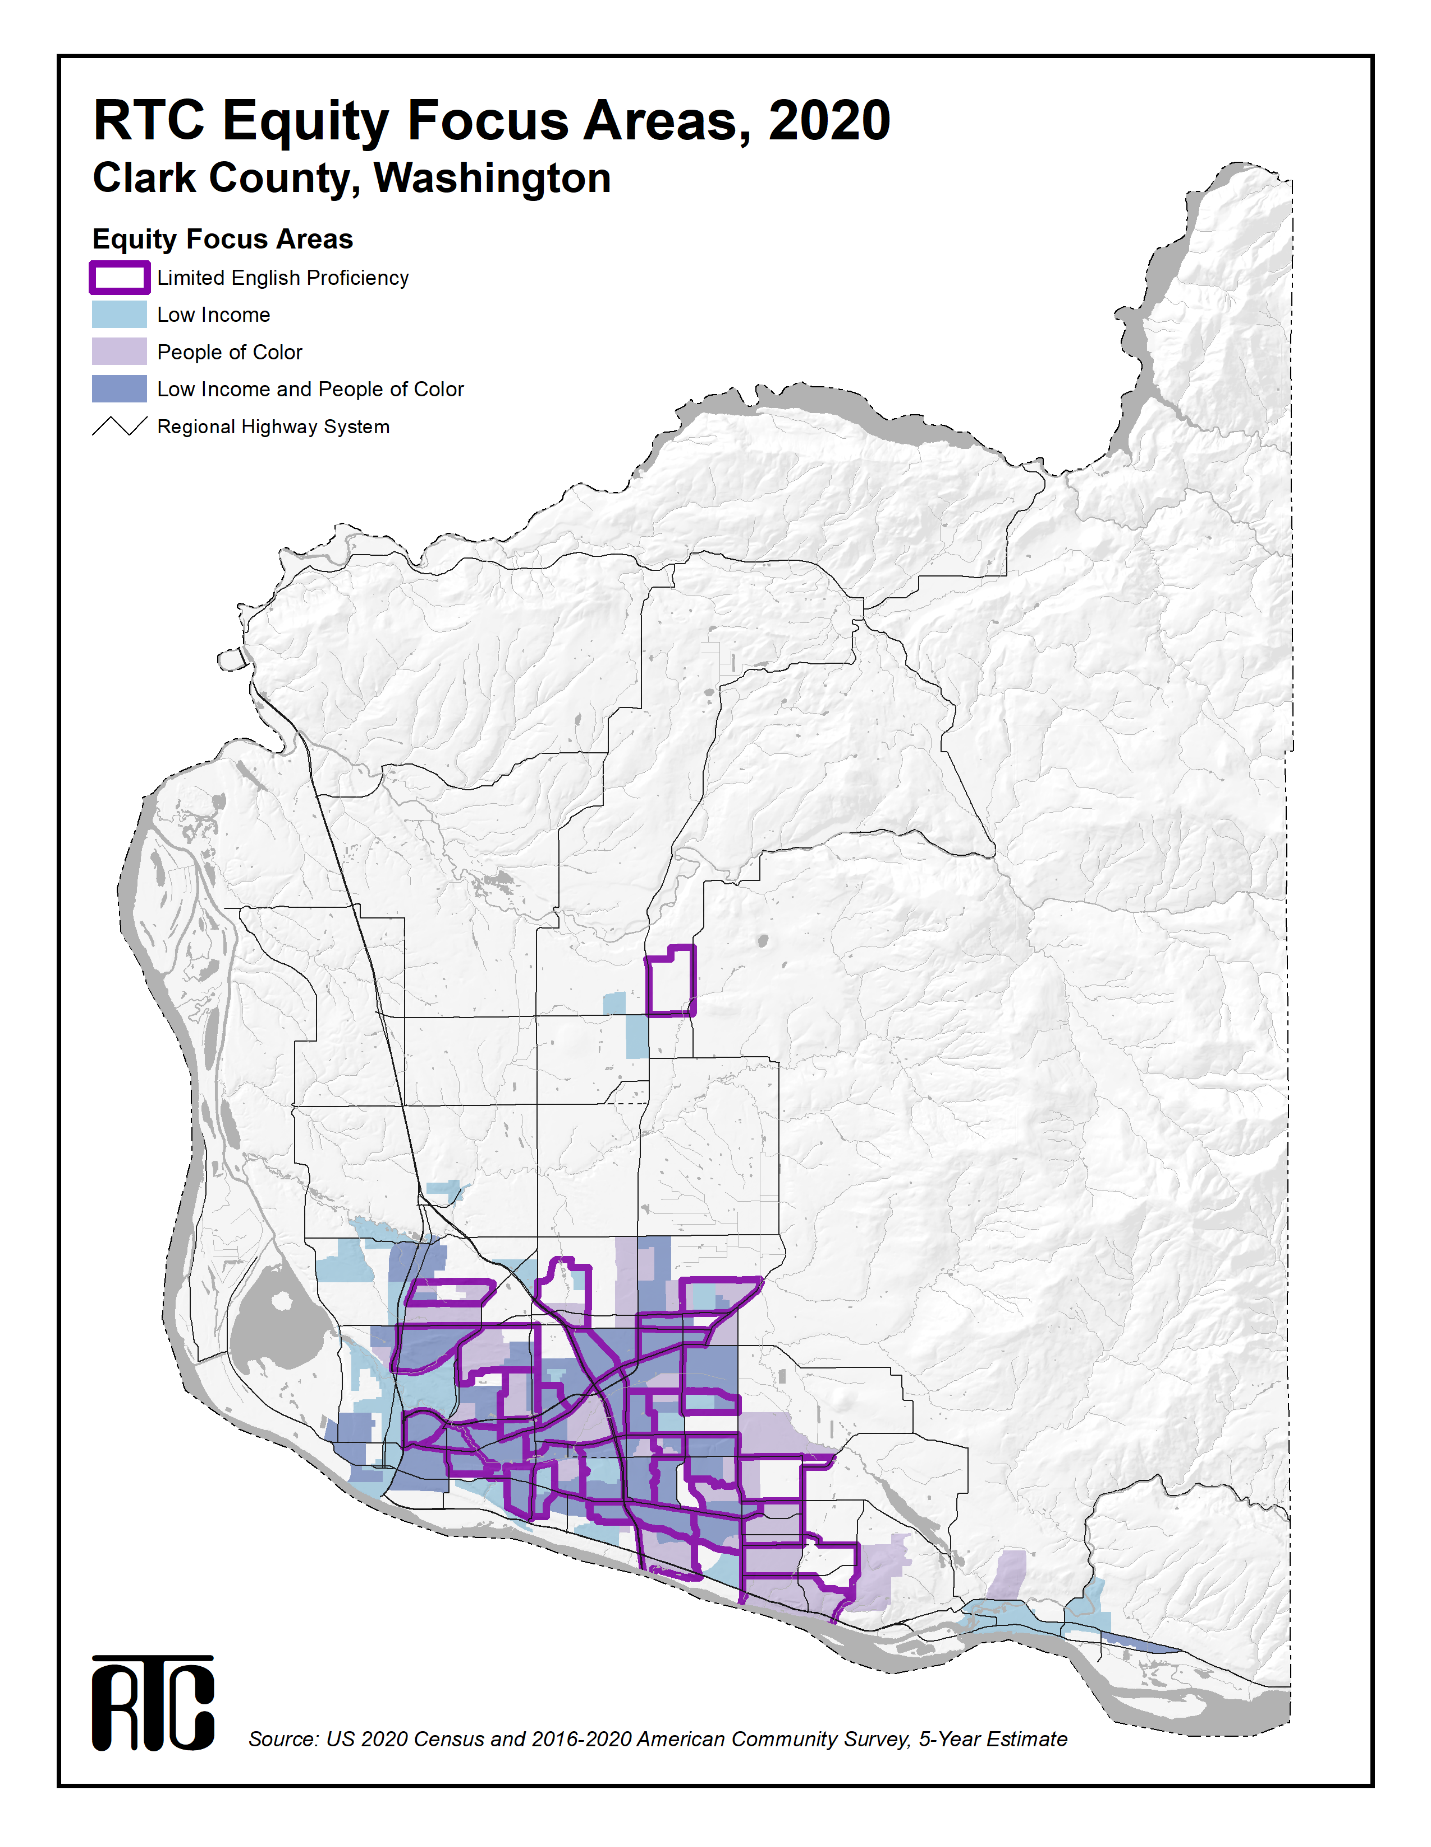 RTC Equity Focus Areas, 2020
Clark County, Washington
Equity Focus Areas
Limited English Proficiency
Low Income
People of Color
Low Income and People of Color
Regional Highway System
RTC
Source: US 2020 Census and 2016-2020 American Community Survey, 5-Year Estimate